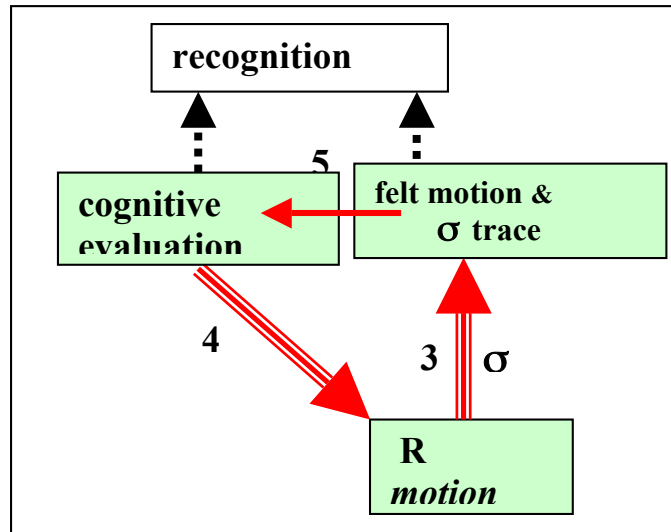 recognition
5
cognitive
evaluation
felt motion &
σ trace
4
3 σ
R
motion